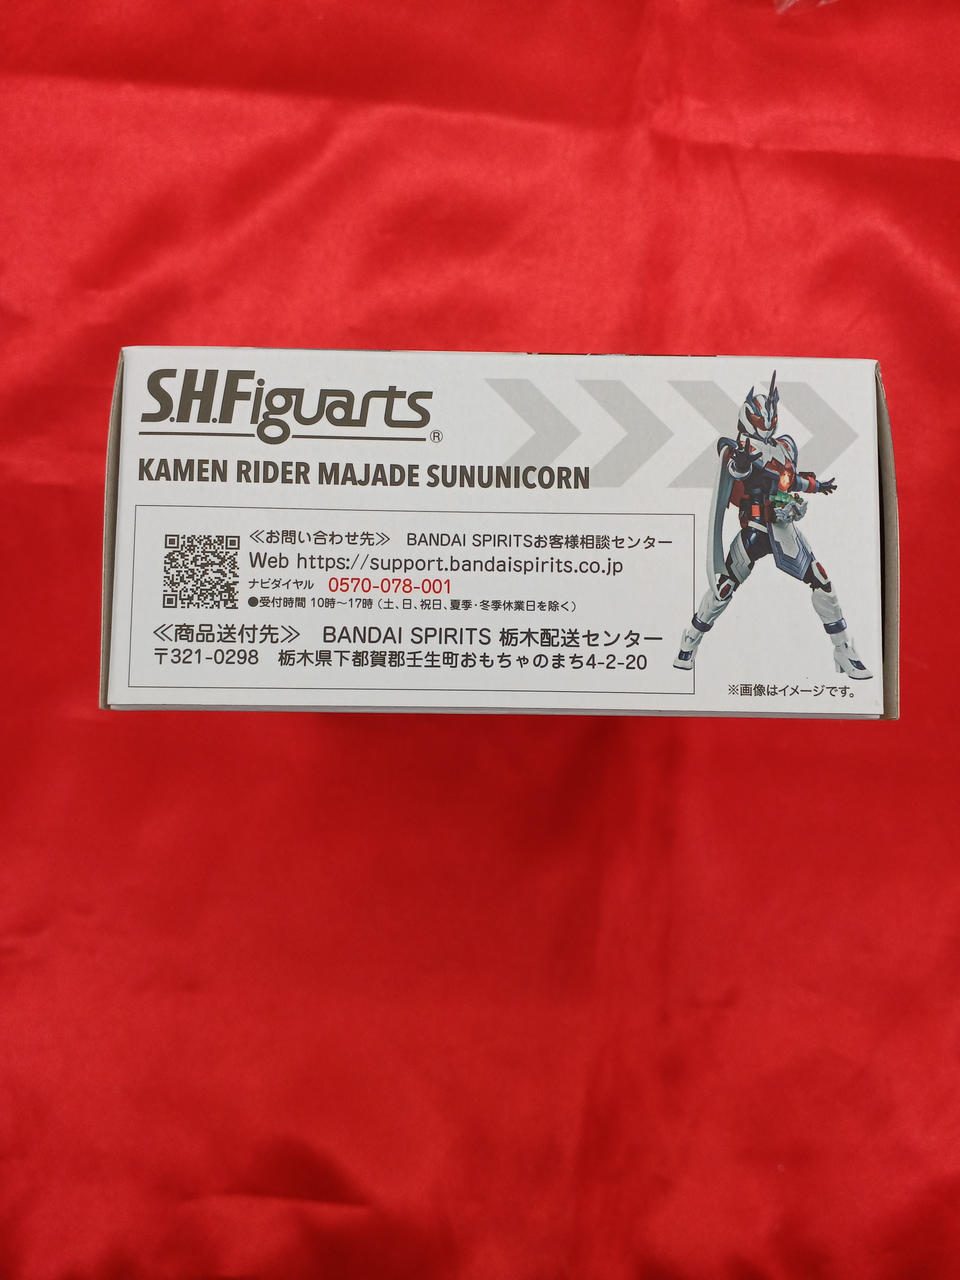 S.H.Figuarts®
KAMEN RIDER MAJADE SUNUNICORN
≪お問い合わせ先≫ BANDAI SPIRITSお客様相談センター
Web https://support.bandaispirits.co.jp
ナビダイヤル 0570-078-001
●受付時間 10時〜17時（土、日、祝日、夏季・冬季休業日を除く）
≪商品送付先≫ BANDAI SPIRITS 栃木配送センター
〒321-0298 栃木県下都賀郡壬生町おもちゃのまち4-2-20
※画像はイメージです。